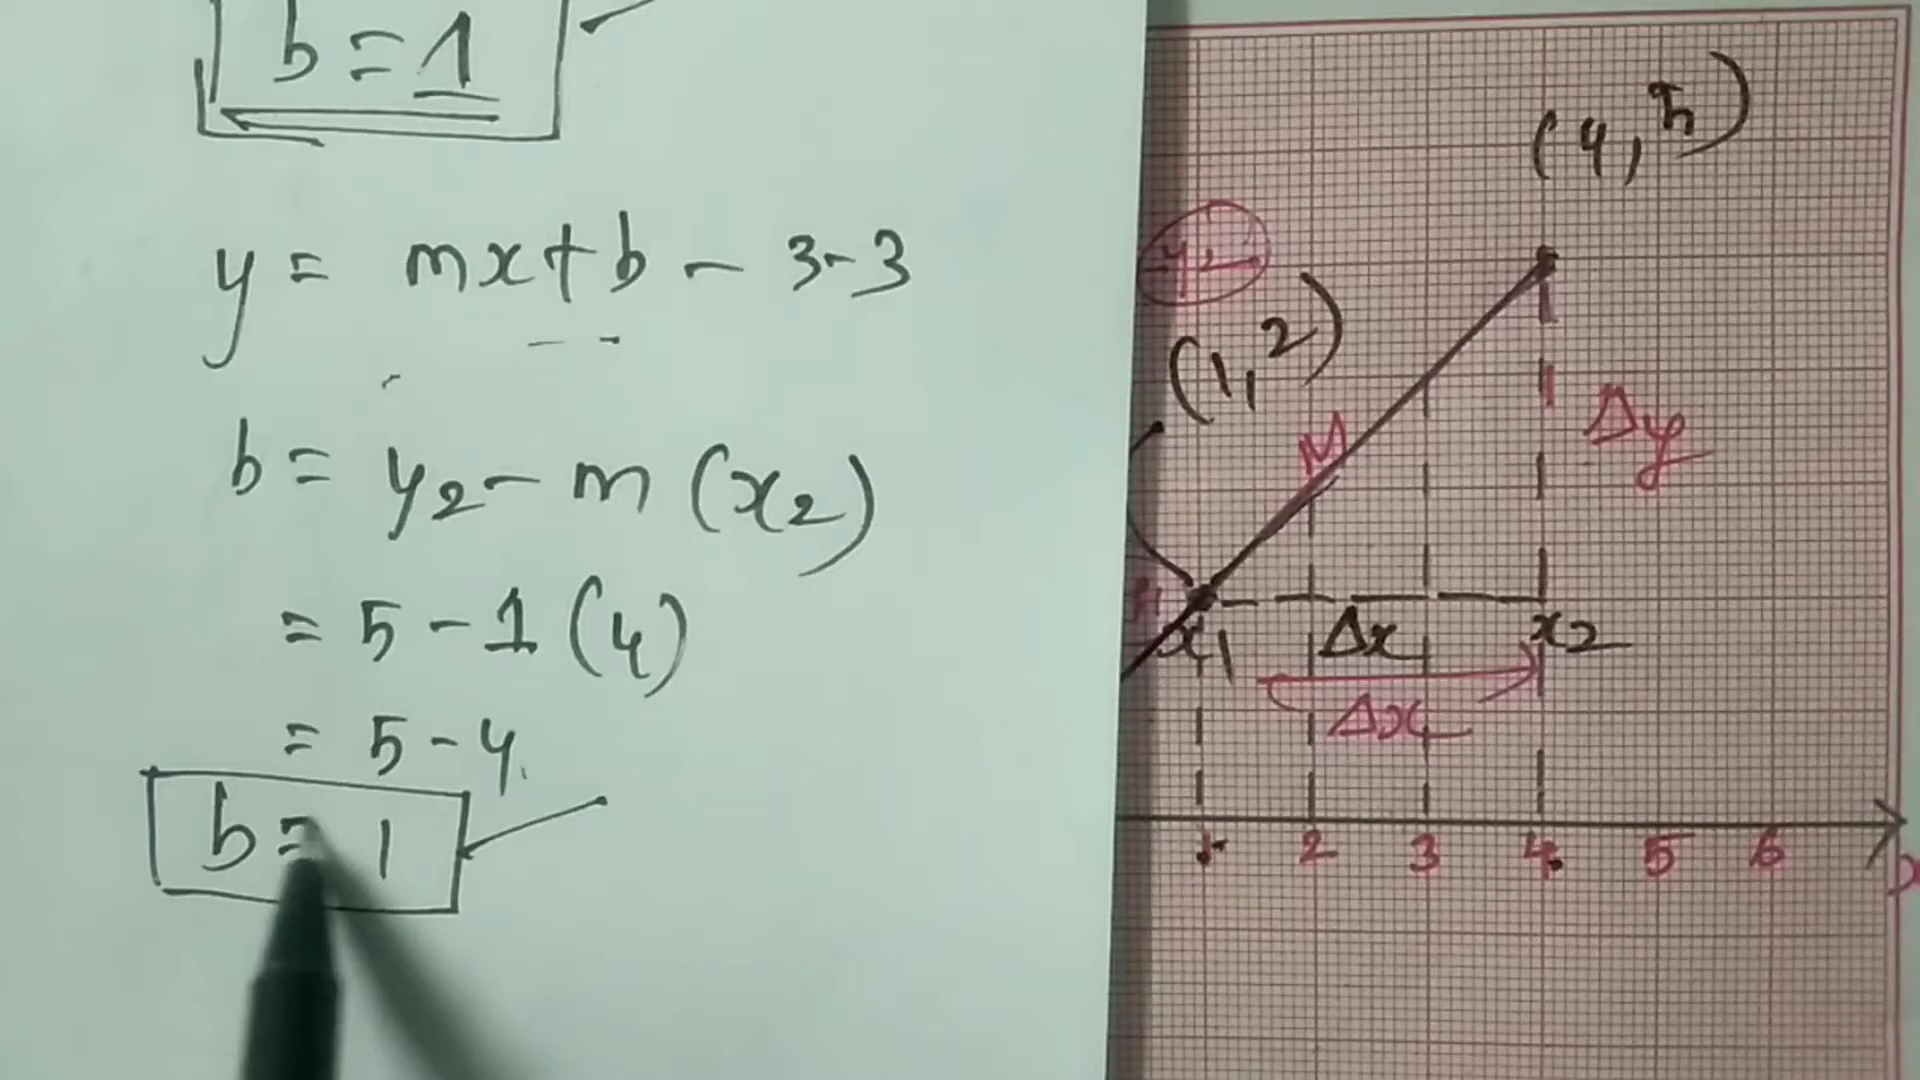 b = 1
y = mx + b - 3-3
b = y₂ - m (x₂)
= 5 - 1 (4)
= 5 - 4
b = 1
(4, 5)
y₂
(1, 2)
M
Δy
x₁ Δx x₂
Δx
1 2 3 4 5 6
x